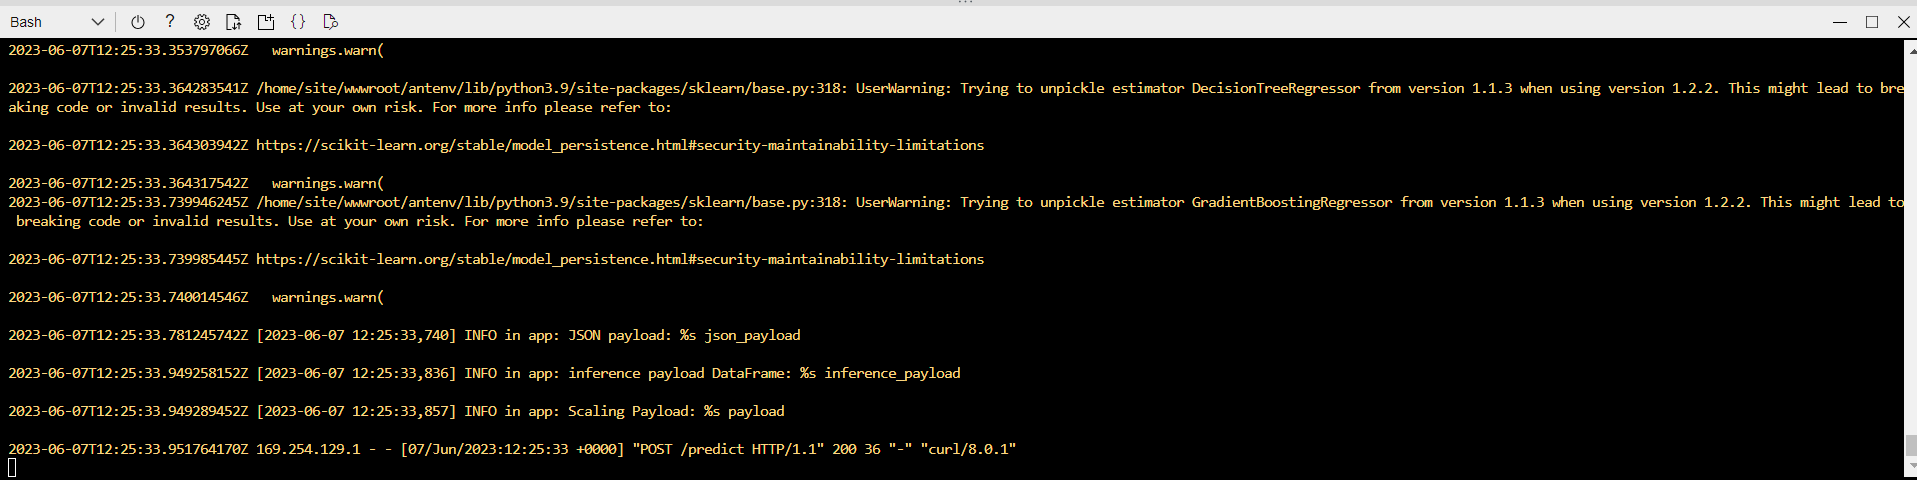 Bash
2023-06-07T12:25:33.353797066Z   warnings.warn(
2023-06-07T12:25:33.364283541Z /home/site/wwwroot/antenv/lib/python3.9/site-packages/sklearn/base.py:318: UserWarning: Trying to unpickle estimator DecisionTreeRegressor from version 1.1.3 when using version 1.2.2. This might lead to bre
aking code or invalid results. Use at your own risk. For more info please refer to:
2023-06-07T12:25:33.364303942Z https://scikit-learn.org/stable/model_persistence.html#security-maintainability-limitations
2023-06-07T12:25:33.364317542Z   warnings.warn(
2023-06-07T12:25:33.739946245Z /home/site/wwwroot/antenv/lib/python3.9/site-packages/sklearn/base.py:318: UserWarning: Trying to unpickle estimator GradientBoostingRegressor from version 1.1.3 when using version 1.2.2. This might lead to
 breaking code or invalid results. Use at your own risk. For more info please refer to:
2023-06-07T12:25:33.739985445Z https://scikit-learn.org/stable/model_persistence.html#security-maintainability-limitations
2023-06-07T12:25:33.740014546Z   warnings.warn(
2023-06-07T12:25:33.781245742Z [2023-06-07 12:25:33,740] INFO in app: JSON payload: %s json_payload
2023-06-07T12:25:33.949258152Z [2023-06-07 12:25:33,836] INFO in app: inference payload DataFrame: %s inference_payload
2023-06-07T12:25:33.949289452Z [2023-06-07 12:25:33,857] INFO in app: Scaling Payload: %s payload
2023-06-07T12:25:33.951764170Z 169.254.129.1 - - [07/Jun/2023:12:25:33 +0000] "POST /predict HTTP/1.1" 200 36 "-" "curl/8.0.1"